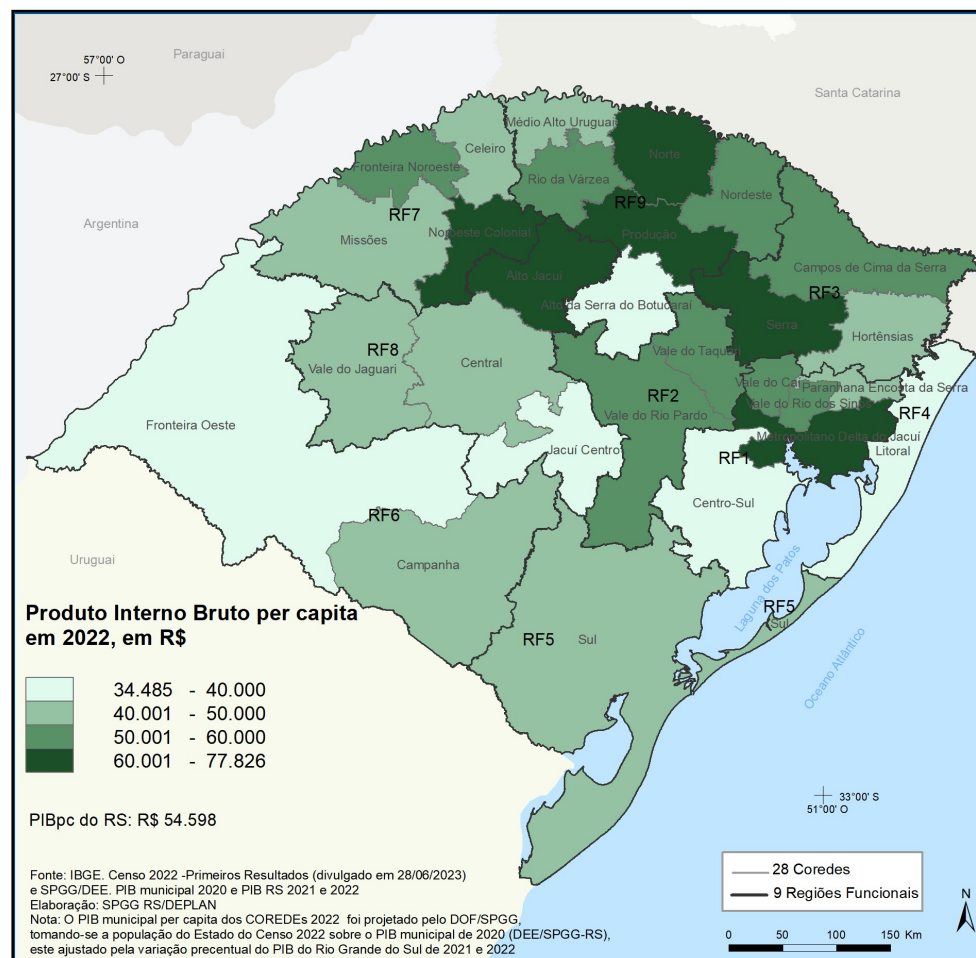 Paraguai
57°00' O
27°00' S
Santa Catarina
Médio Alto Uruguai
Celeiro
Norte
Fronteira Noroeste
Rio da Várzea
Nordeste
RF9
RF7
Argentina
Noroeste Colonial
Produção
Missões
Campos de Cima da Serra
Alto Jacuí
RF3
Alto da Serra do Botucaraí
Serra
Hortênsias
RF8
Vale do Taquari
Central
Vale do Jaguari
Vale do Caí
Paranhana Encosta da Serra
RF2
Vale do Rio dos Sinos
Vale do Rio Pardo
RF4
Fronteira Oeste
Metropolitano Delta do Jacuí
Jacuí Centro
Litoral
RF1
Centro-Sul
RF6
Uruguai
Campanha
Laguna dos Patos
RF5
Sul
RF5
Sul
Oceano Atlântico
Produto Interno Bruto per capita
em 2022, em R$
34.485 - 40.000
40.001 - 50.000
50.001 - 60.000
60.001 - 77.826
33°00' S
51°00' O
PIBpc do RS: R$ 54.598
28 Coredes
9 Regiões Funcionais
Fonte: IBGE. Censo 2022 -Primeiros Resultados (divulgado em 28/06/2023)
e SPGG/DEE. PIB municipal 2020 e PIB RS 2021 e 2022
Elaboração: SPGG RS/DEPLAN
Nota: O PIB municipal per capita dos COREDEs 2022 foi projetado pelo DOF/SPGG,
tomando-se a população do Estado do Censo 2022 sobre o PIB municipal de 2020 (DEE/SPGG-RS),
este ajustado pela variação precentual do PIB do Rio Grande do Sul de 2021 e 2022
N
0 50 100 150 Km